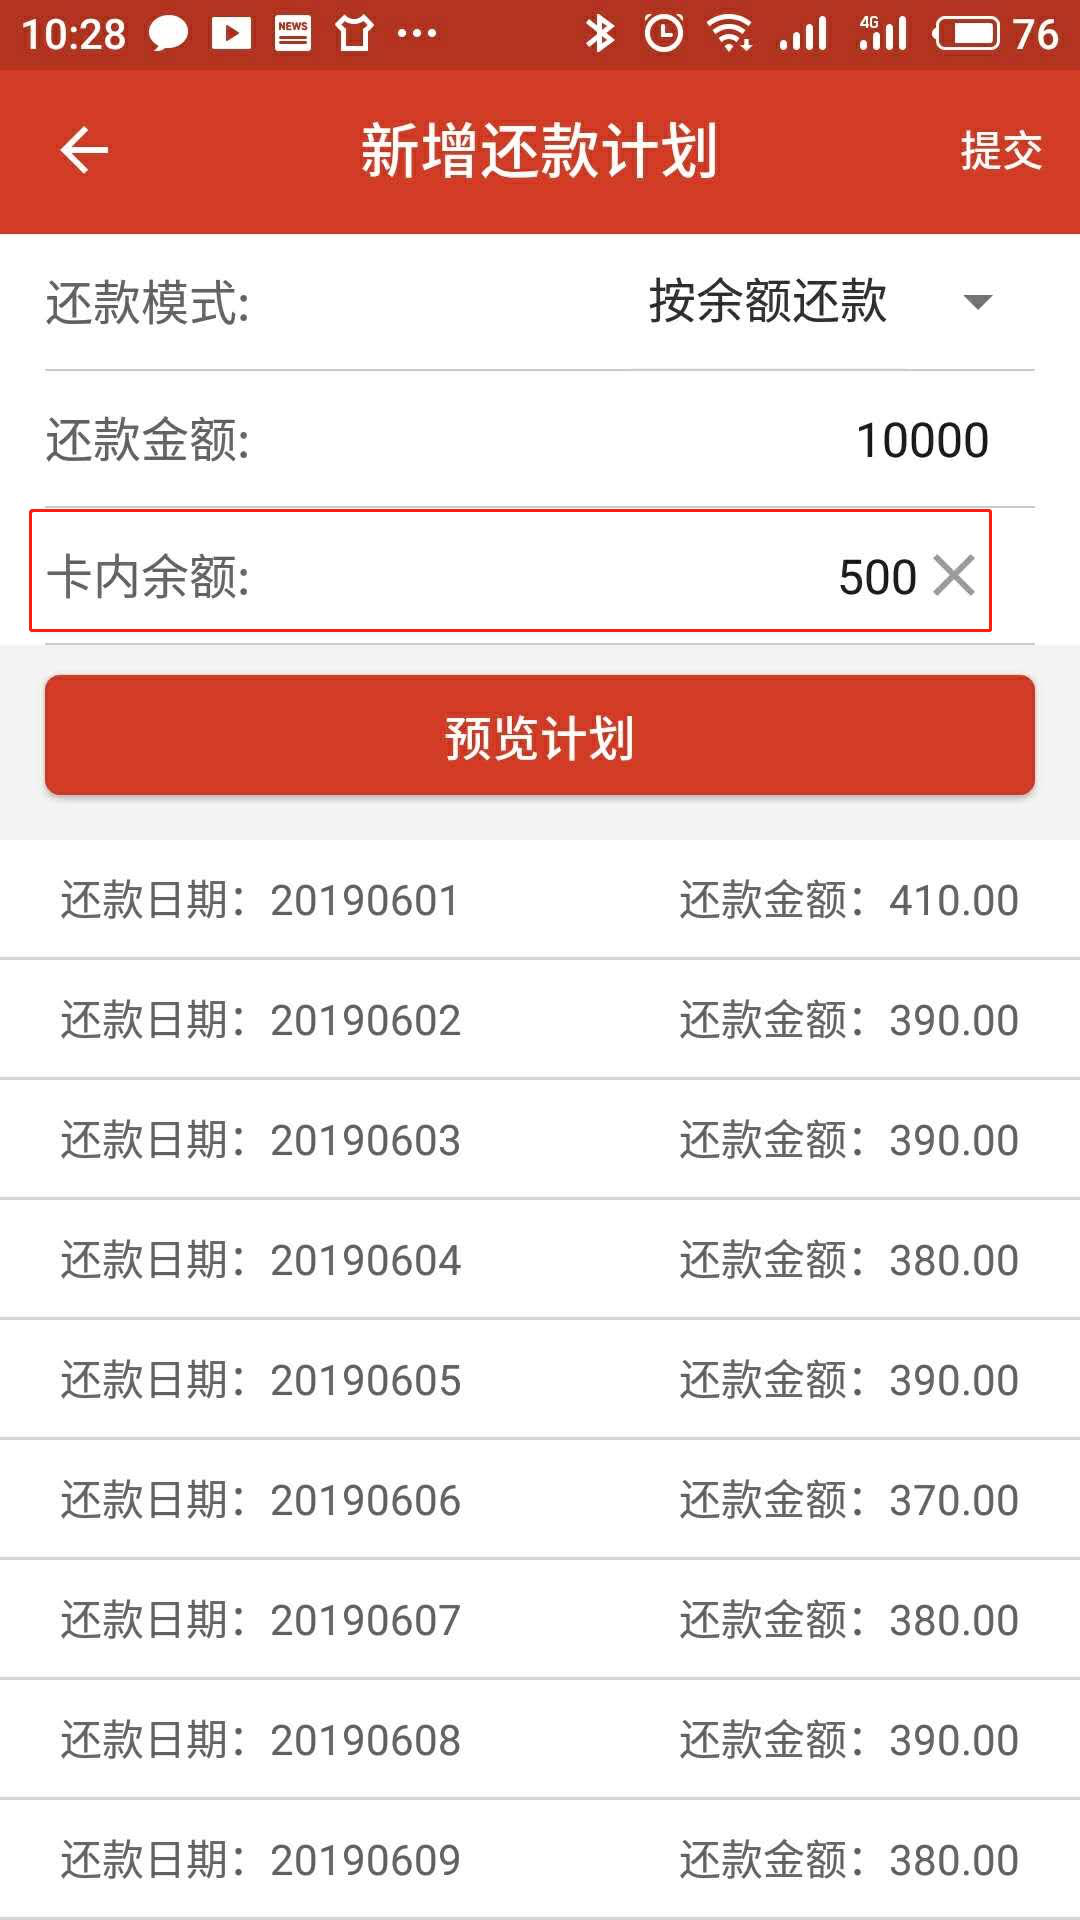 10:28 NEWS 4G 76
新增还款计划 提交
还款模式: 按余额还款
还款金额: 10000
卡内余额: 500
预览计划
还款日期：20190601 还款金额：410.00
还款日期：20190602 还款金额：390.00
还款日期：20190603 还款金额：390.00
还款日期：20190604 还款金额：380.00
还款日期：20190605 还款金额：390.00
还款日期：20190606 还款金额：370.00
还款日期：20190607 还款金额：380.00
还款日期：20190608 还款金额：390.00
还款日期：20190609 还款金额：380.00